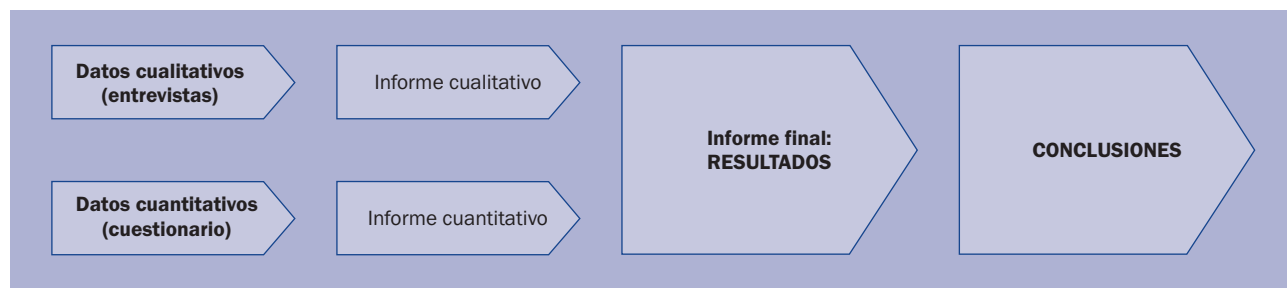 Datos cualitativos
(entrevistas)
Informe cualitativo
Datos cuantitativos
(cuestionario)
Informe cuantitativo
Informe final:
RESULTADOS
CONCLUSIONES